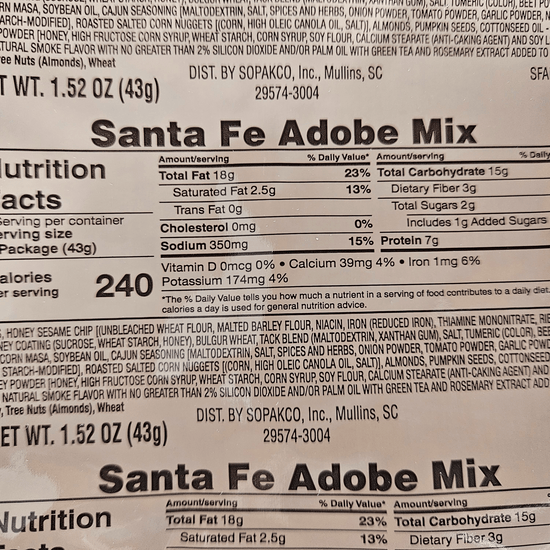 RN MASA, SOYBEAN OIL, CAJUN SEASONING [MALTODEXTRIN, SALT, SPICES AND HERBS, ONION POWDER, TOMATO POWDER, GARLIC POWDER,
ARCH-MODIFIED], ROASTED SALTED CORN NUGGETS [(CORN, HIGH OLEIC CANOLA OIL, SALT)], ALMONDS, PUMPKIN SEEDS, COTTONSEED
POWDER [HONEY, HIGH FRUCTOSE CORN SYRUP, WHEAT STARCH, CORN SYRUP, SOY FLOUR, CALCIUM STEARATE (ANTI-CAKING AGENT) AND SOY
TURAL SMOKE FLAVOR WITH NO GREATER THAN 2% SILICON DIOXIDE AND/OR PALM OIL WITH GREEN TEA AND ROSEMARY EXTRACT ADDED TO
ree Nuts (Almonds), Wheat
DIST. BY SOPAKCO, Inc., Mullins, SC
SFA
T WT. 1.52 OZ (43g)
29574-3004
Santa Fe Adobe Mix
Nutrition
Facts
Serving per container
erving size
Package (43g)
alories
er serving 240
Amount/serving % Daily Value*
Total Fat 18g 23%
Saturated Fat 2.5g 13%
Trans Fat 0g
Cholesterol 0mg 0%
Sodium 350mg 15%
Amount/serving % Daily
Total Carbohydrate 15g
Dietary Fiber 3g
Total Sugars 2g
Includes 1g Added Sugars
Protein 7g
Vitamin D 0mcg 0% • Calcium 39mg 4% • Iron 1mg 6%
Potassium 174mg 4%
*The % Daily Value tells you how much a nutrient in a serving of food contributes to a daily diet.
calories a day is used for general nutrition advice.
, HONEY SESAME CHIP [(UNBLEACHED WHEAT FLOUR, MALTED BARLEY FLOUR, NIACIN, IRON (REDUCED IRON), THIAMINE MONONITRATE,
EY COATING (SUCROSE, WHEAT STARCH, HONEY), BULGUR WHEAT, TACK BLEND (MALTODEXTRIN, XANTHAN GUM), SALT, TUMERIC (COLOR),
CORN MASA, SOYBEAN OIL, CAJUN SEASONING [MALTODEXTRIN, SALT, SPICES AND HERBS, ONION POWDER, TOMATO POWDER, GARLIC
STARCH-MODIFIED], ROASTED SALTED CORN NUGGETS [(CORN, HIGH OLEIC CANOLA OIL, SALT)], ALMONDS, PUMPKIN SEEDS, COTTONSEED
EY POWDER [HONEY, HIGH FRUCTOSE CORN SYRUP, WHEAT STARCH, CORN SYRUP, SOY FLOUR, CALCIUM STEARATE (ANTI-CAKING AGENT) AND
NATURAL SMOKE FLAVOR WITH NO GREATER THAN 2% SILICON DIOXIDE AND/OR PALM OIL WITH GREEN TEA AND ROSEMARY EXTRACT ADD
, Tree Nuts (Almonds), Wheat
DIST. BY SOPAKCO, Inc., Mullins, SC
ET WT. 1.52 OZ (43g)
29574-3004
Santa Fe Adobe Mix
Nutrition
Amount/serving % Daily Value*
Total Fat 18g 23%
Saturated Fat 2.5g 13%
Amount/serving
Total Carbohydrate 15g
Dietary Fiber 3g